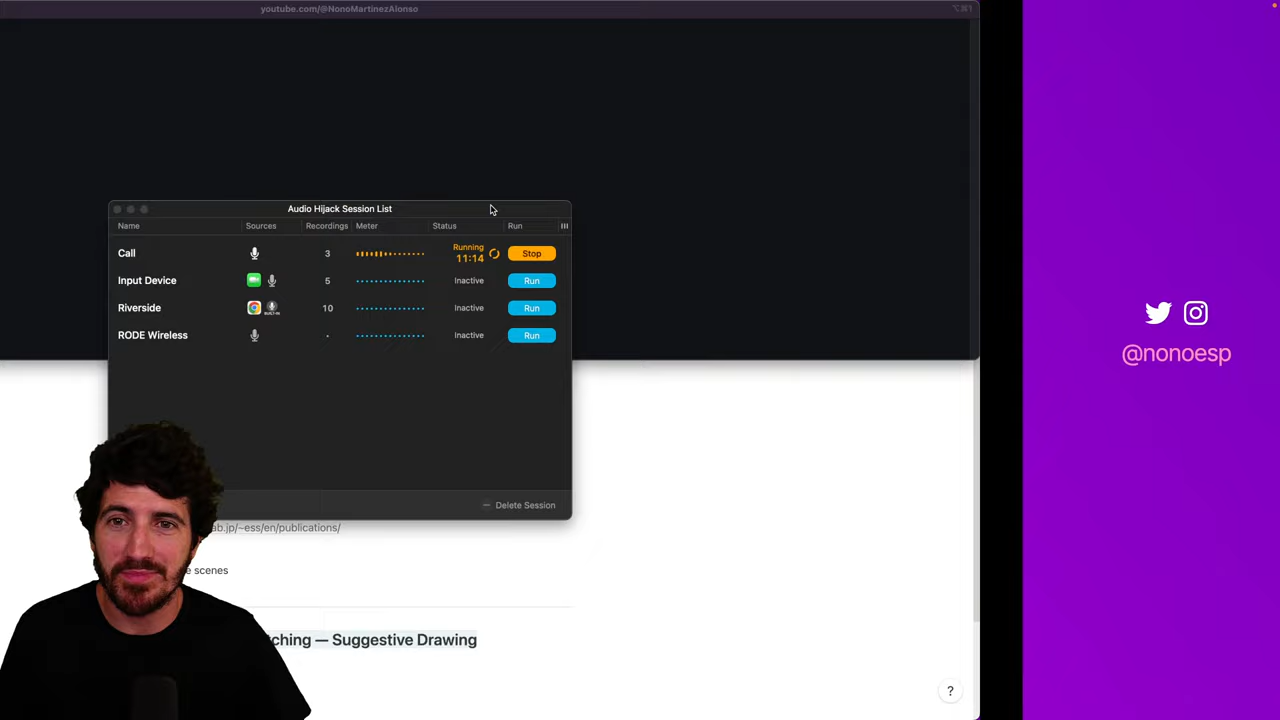 youtube.com/@NonoMartinezAlonso
⌥⌘1
Audio Hijack Session List
Name Sources Recordings Meter Status Run
Call 3 Running 11:14 Stop
Input Device 5 Inactive Run
Riverside 10 Inactive Run
RODE Wireless - Inactive Run
@nonoesp
— Delete Session
ab.jp/~ess/en/publications/
scenes
ching — Suggestive Drawing
?